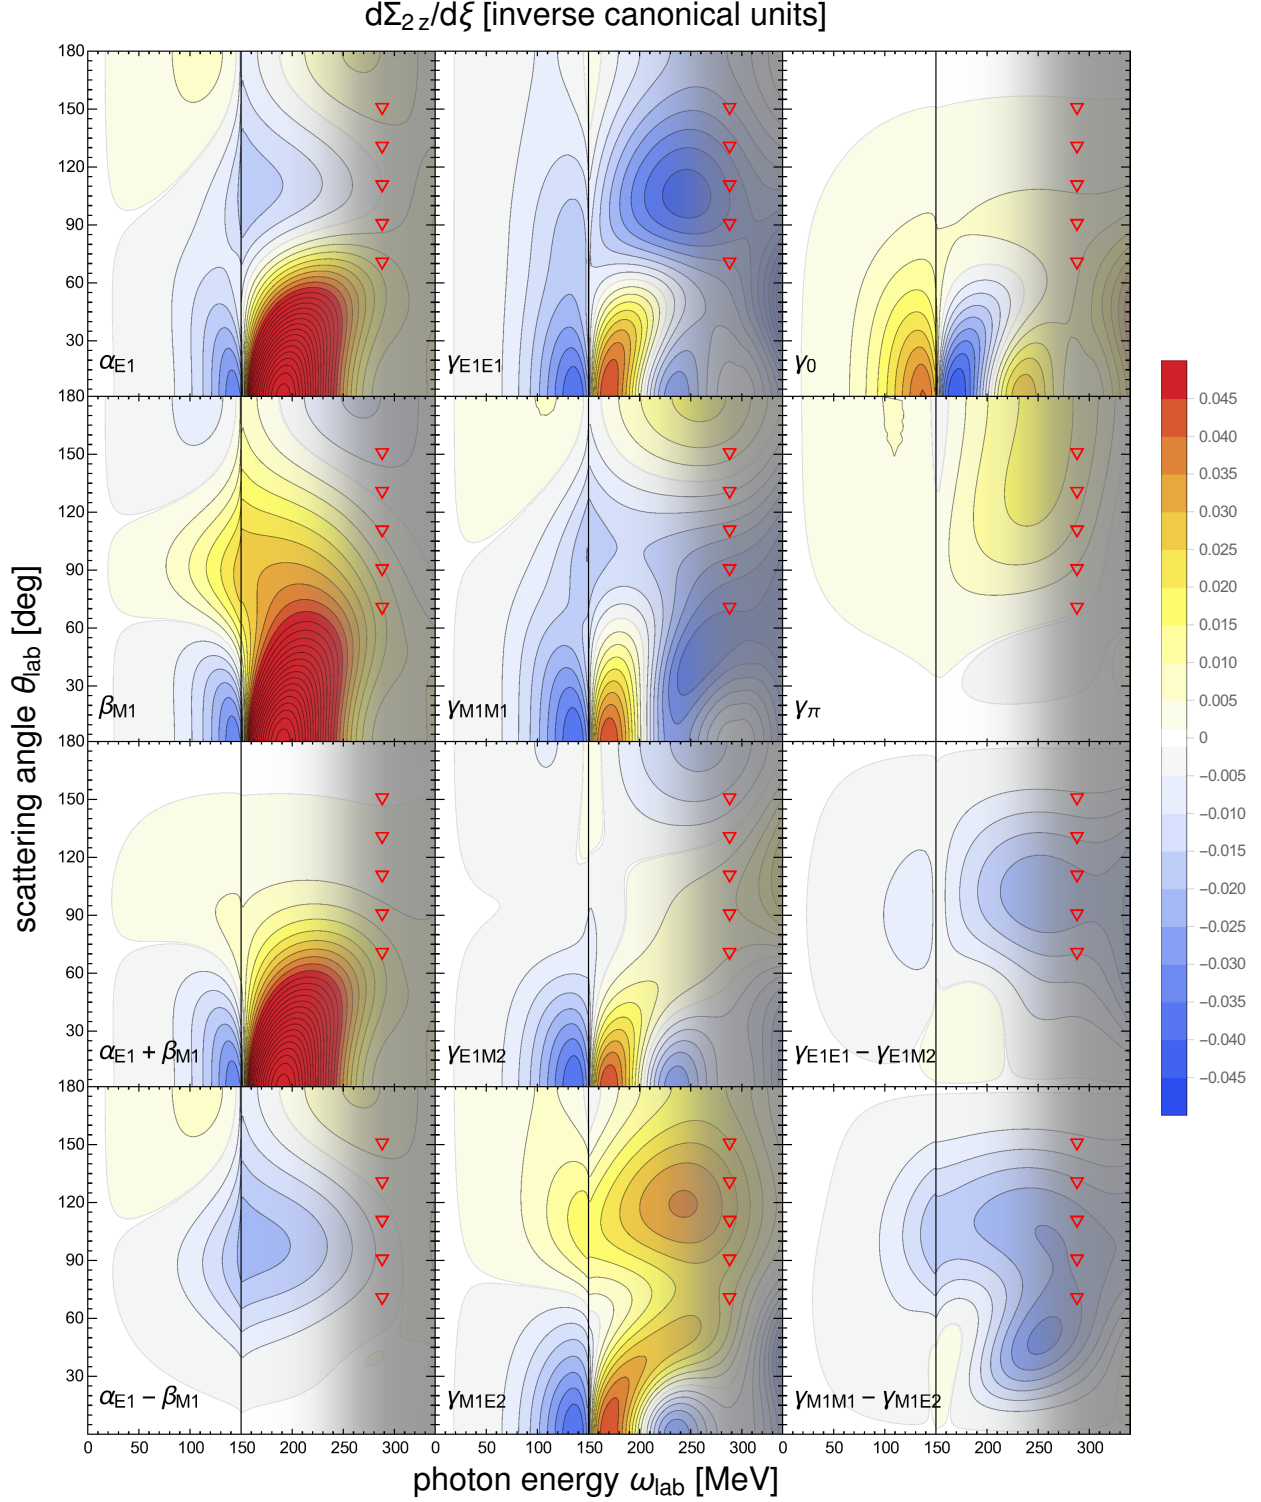 dΣ2z/dξ [inverse canonical units]
180
150
120
90
60
30
αE1
γE1E1
γ0
180
150
120
90
60
30
βM1
γM1M1
γπ
180
150
120
90
60
30
αE1 + βM1
γE1M2
γE1E1 − γE1M2
180
150
120
90
60
30
αE1 − βM1
γM1E2
γM1M1 − γM1E2
0 50 100 150 200 250 300 0 50 100 150 200 250 300 0 50 100 150 200 250 300
scattering angle θlab [deg]
photon energy ωlab [MeV]
0.045
0.040
0.035
0.030
0.025
0.020
0.015
0.010
0.005
0
−0.005
−0.010
−0.015
−0.020
−0.025
−0.030
−0.035
−0.040
−0.045